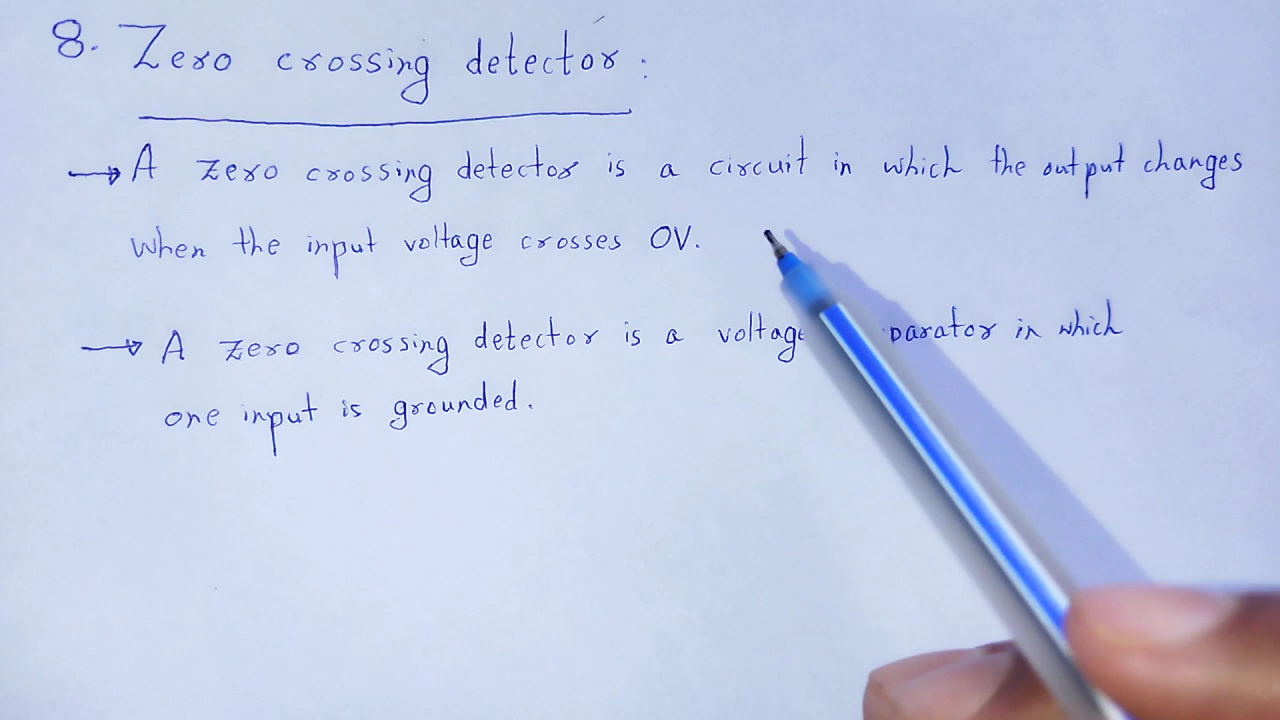 8. Zero crossing detector :
→ A zero crossing detector is a circuit in which the output changes
when the input voltage crosses 0V.
→ A zero crossing detector is a voltage parator in which
one input is grounded.